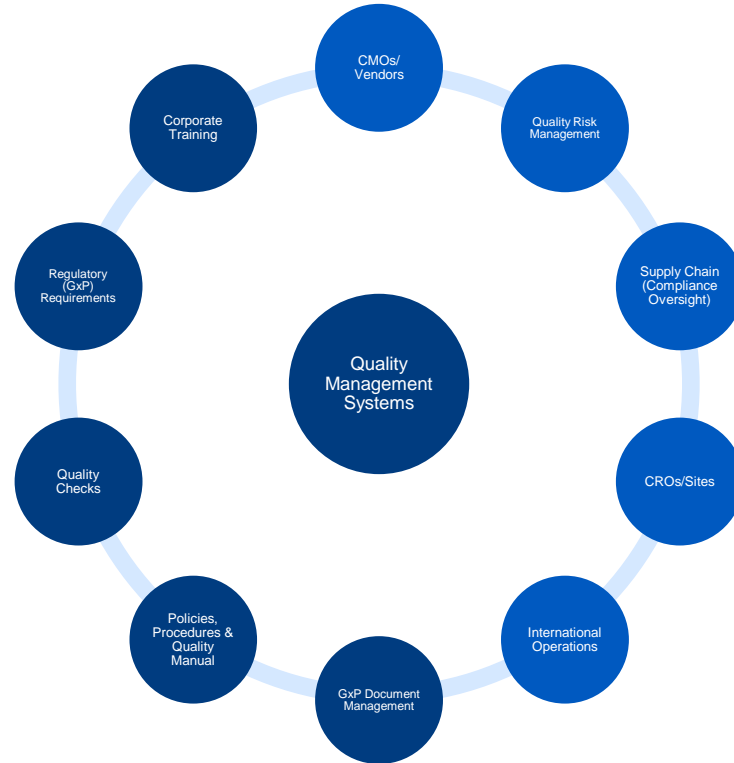 CMOs/
Vendors
Quality Risk
Management
Supply Chain
(Compliance
Oversight)
CROs/Sites
International
Operations
GxP Document
Management
Policies,
Procedures &
Quality
Manual
Quality
Checks
Regulatory
(GxP)
Requirements
Corporate
Training
Quality
Management
Systems